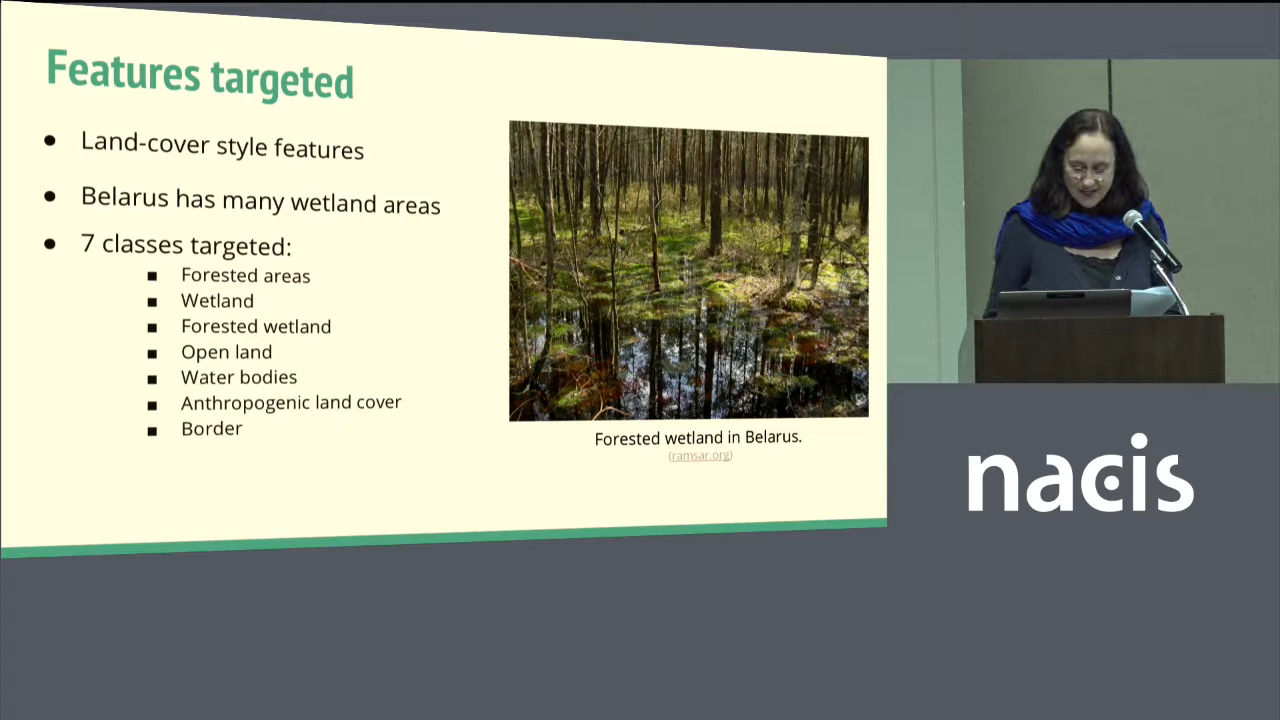 Features targeted
● Land-cover style features
● Belarus has many wetland areas
● 7 classes targeted:
■ Forested areas
■ Wetland
■ Forested wetland
■ Open land
■ Water bodies
■ Anthropogenic land cover
■ Border
Forested wetland in Belarus.
(ramsar.org)
nacis